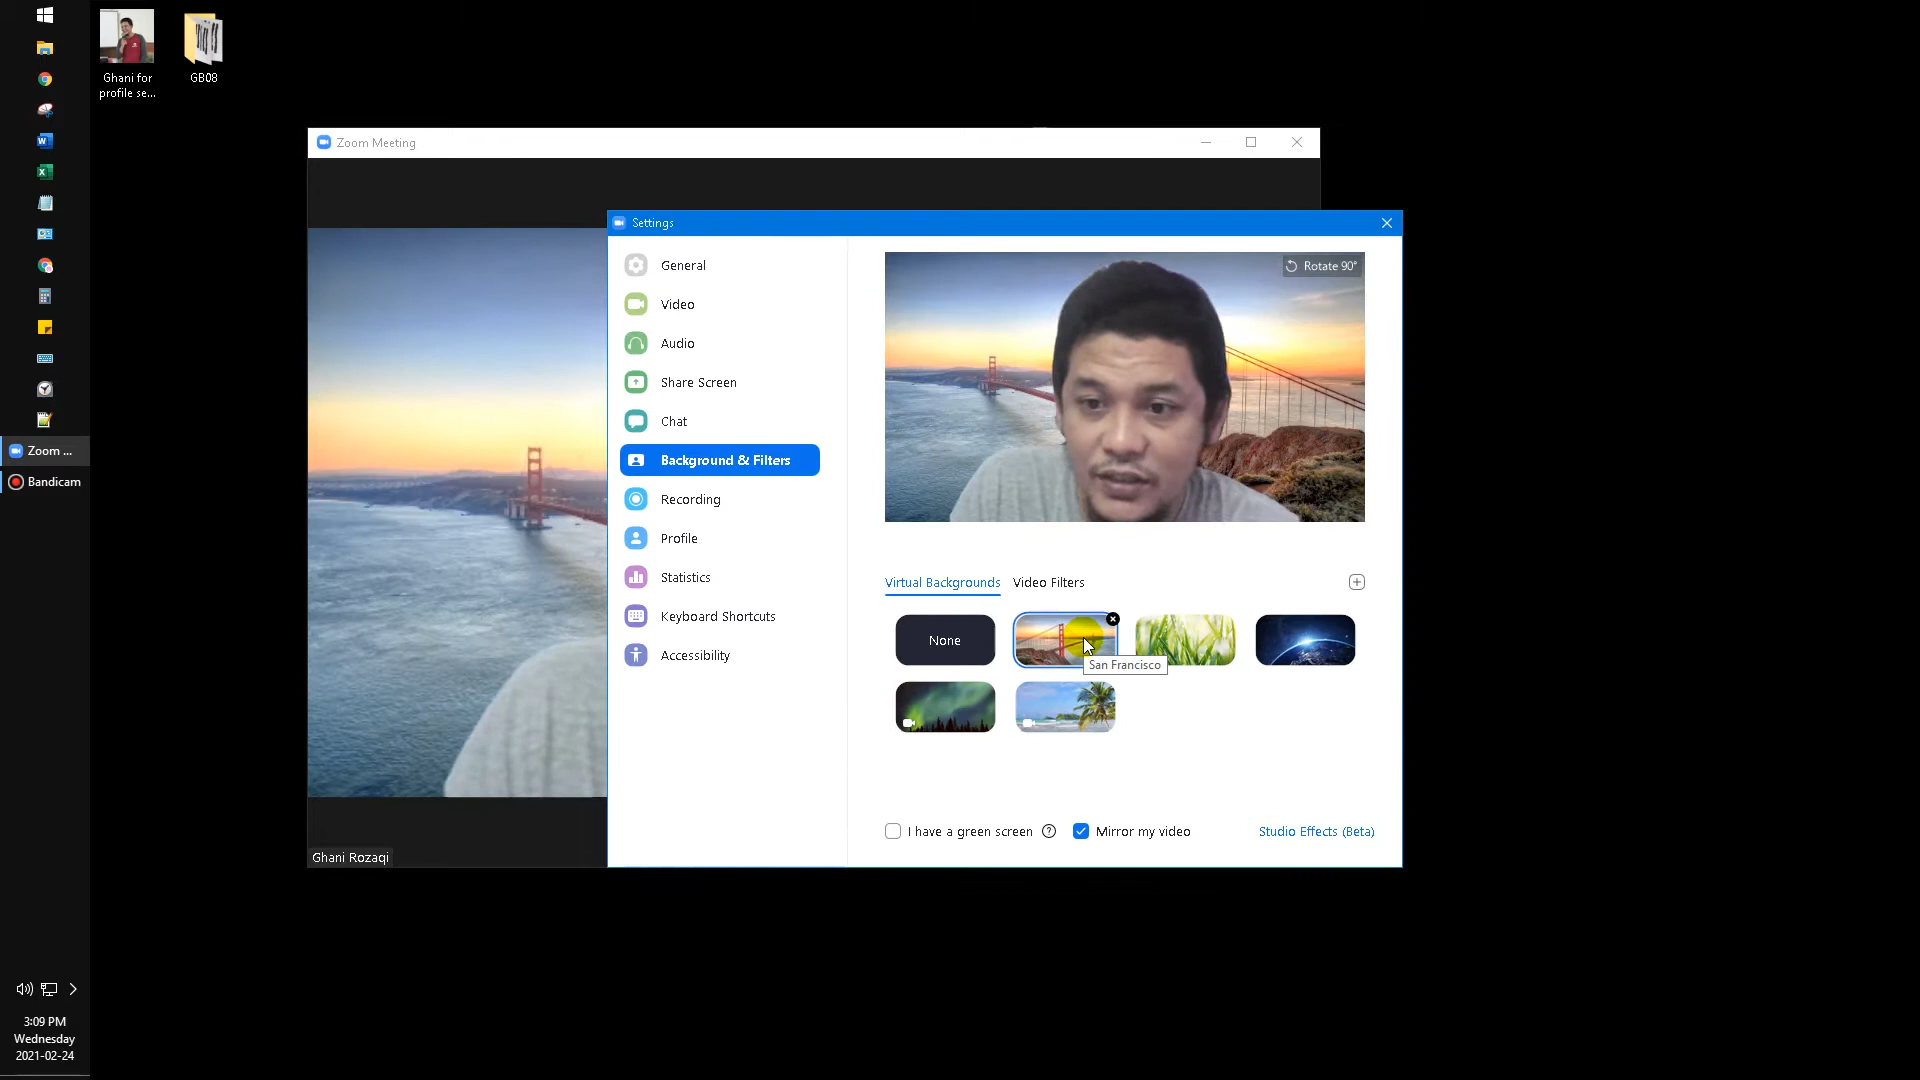 Ghani for
profile se...
GB08
Zoom Meeting
Settings
General
Video
Audio
Share Screen
Chat
Background & Filters
Recording
Profile
Statistics
Keyboard Shortcuts
Accessibility
Rotate 90°
Virtual Backgrounds
Video Filters
None
San Francisco
I have a green screen
Mirror my video
Studio Effects (Beta)
Ghani Rozaqi
Zoom ...
Bandicam
3:09 PM
Wednesday
2021-02-24